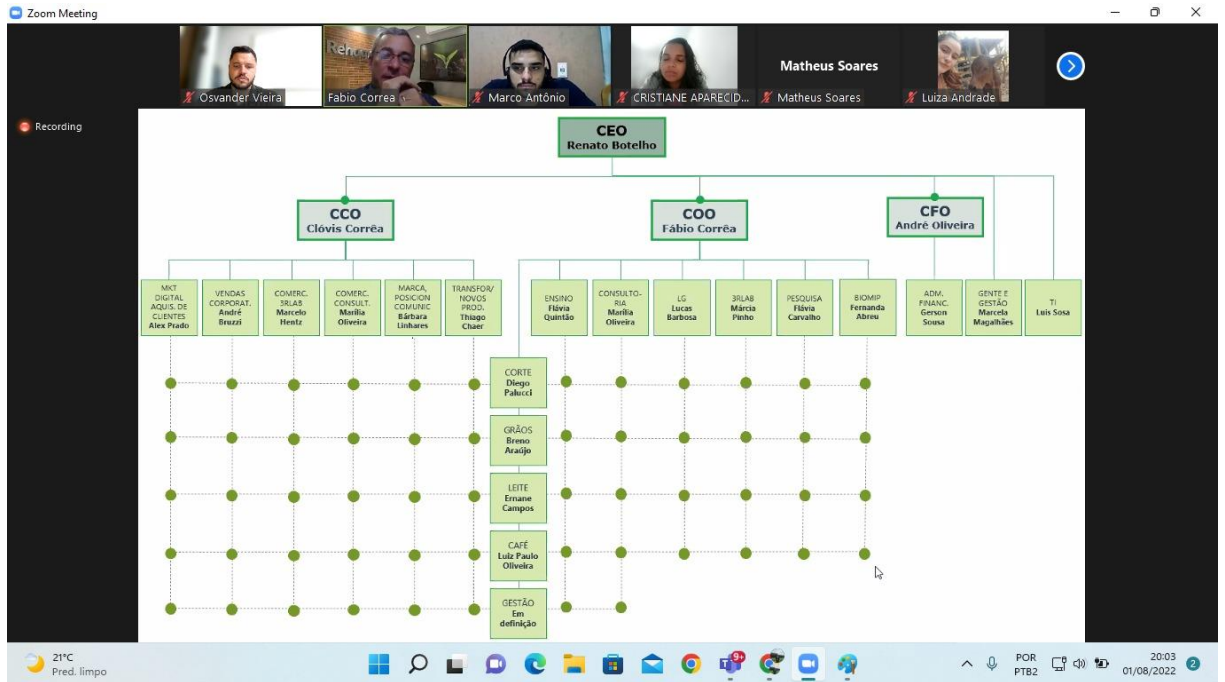 Zoom Meeting
Reho
Osvander Vieira
Fabio Correa
Marco Antônio
CRISTIANE APARECID...
Matheus Soares
Matheus Soares
Luiza Andrade
Recording
CEO
Renato Botelho
CCO
Clóvis Corrêa
COO
Fábio Corrêa
CFO
André Oliveira
MKT
DIGITAL
AQUIS. DE
CLIENTES
Alex Prado
VENDAS
CORPORAT.
André
Bruzzi
COMERC.
3RLAB
Marcelo
Hentz
COMERC.
CONSULT.
Marília
Oliveira
MARCA,
POSICION
COMUNIC
Bárbara
Linhares
TRANSFOR/
NOVOS
PROD.
Thiago
Chaer
ENSINO
Flávia
Quintão
CONSULTO-
RIA
Marília
Oliveira
LG
Lucas
Barbosa
3RLAB
Márcia
Pinho
PESQUISA
Flávia
Carvalho
BIOMIP
Fernanda
Abreu
ADM.
FINANC.
Gerson
Sousa
GENTE E
GESTÃO
Marcela
Magalhães
TI
Luis Sosa
CORTE
Diego
Palucci
GRÃOS
Breno
Araújo
LEITE
Ernane
Campos
CAFÉ
Luiz Paulo
Oliveira
GESTÃO
Em
definição
21°C
Pred. limpo
9+
POR
PTB2
20:03
01/08/2022
2